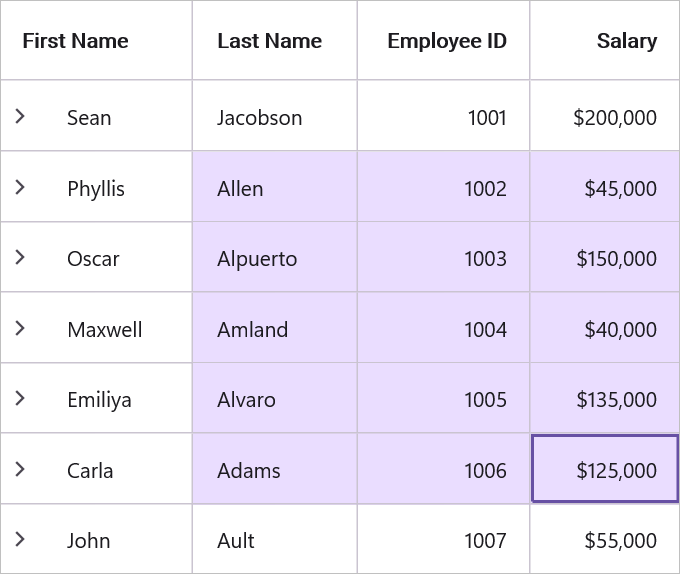 First Name Last Name Employee ID Salary
Sean Jacobson 1001 $200,000
Phyllis Allen 1002 $45,000
Oscar Alpuerto 1003 $150,000
Maxwell Amland 1004 $40,000
Emiliya Alvaro 1005 $135,000
Carla Adams 1006 $125,000
John Ault 1007 $55,000